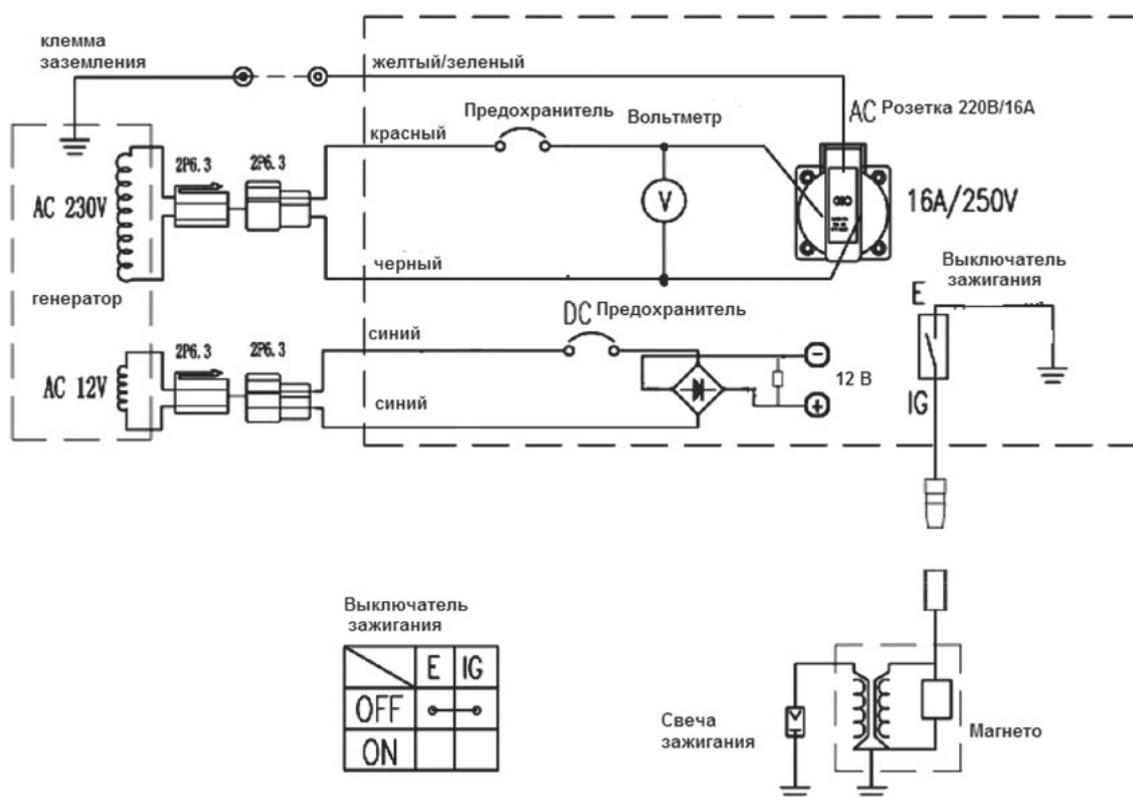 клемма
заземления
желтый/зеленый
AC Розетка 220В/16А
Предохранитель
Вольтметр
красный
2P6.3
2P6.3
AC 230V
V
16A/250V
черный
генератор
Выключатель
зажигания
E
DC Предохранитель
синий
2P6.3
2P6.3
AC 12V
−
12 В
+
синий
IG
Выключатель
зажигания
E
IG
OFF
ON
Свеча
зажигания
Магнето